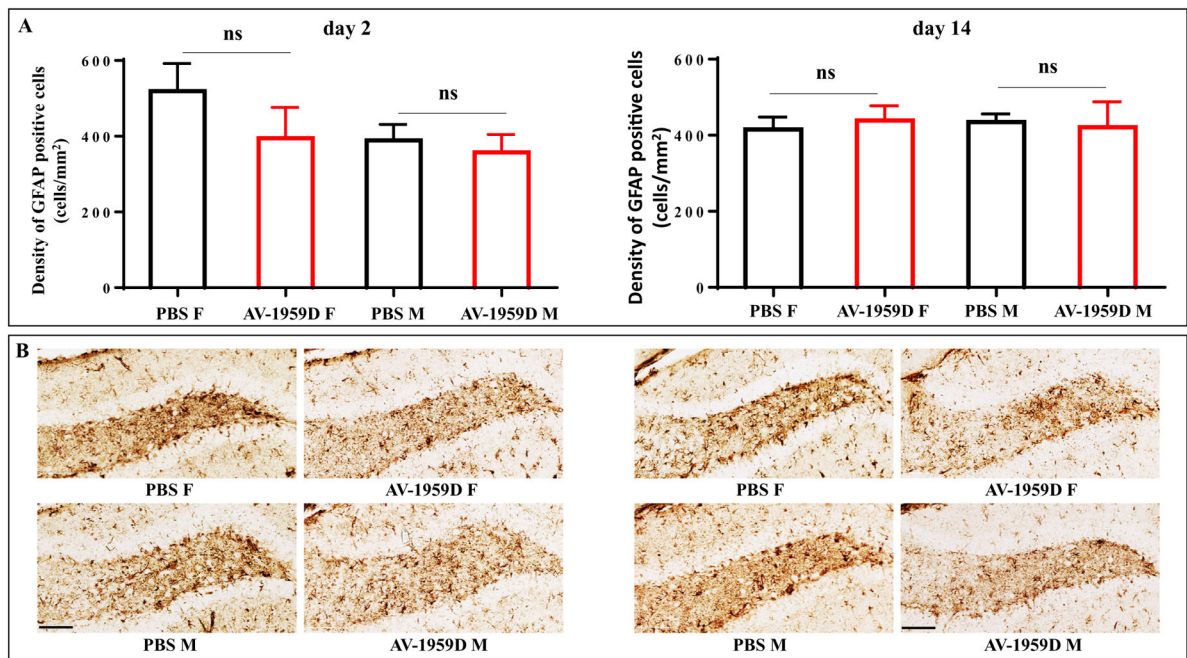 A
day 2
ns
ns
Density of GFAP positive cells
(cells/mm²)
600
400
200
0
PBS F
AV-1959D F
PBS M
AV-1959D M
day 14
ns
ns
Density of GFAP positive cells
(cells/mm²)
600
400
200
0
PBS F
AV-1959D F
PBS M
AV-1959D M
B
PBS F
AV-1959D F
PBS F
AV-1959D F
PBS M
AV-1959D M
PBS M
AV-1959D M